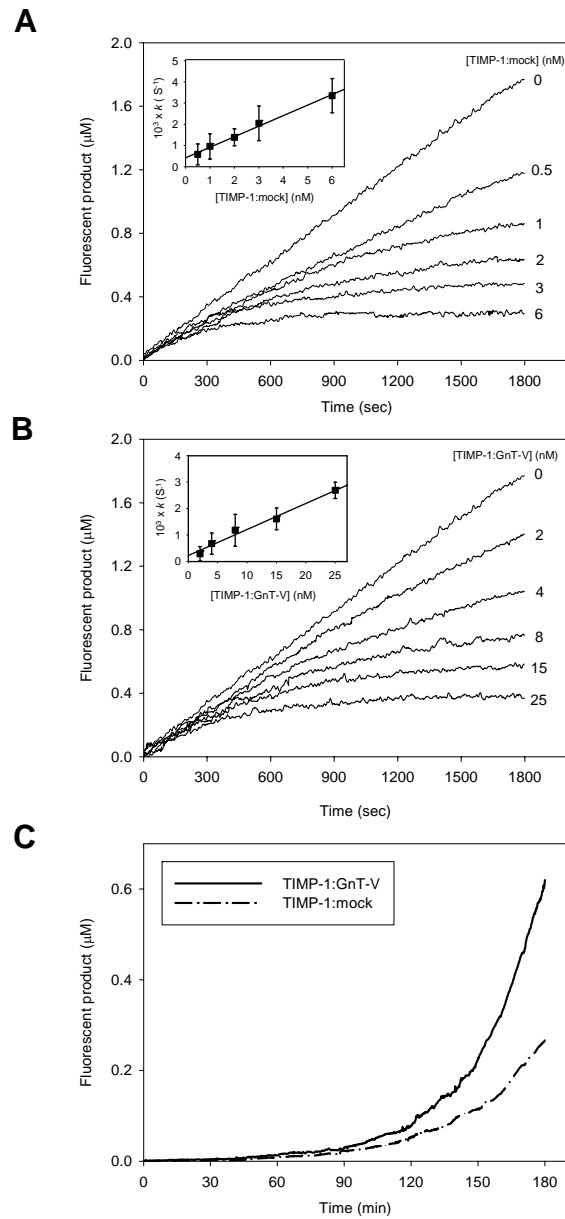 A
[TIMP-1:mock] (nM)
2.0
1.6
1.2
0.8
0.4
0.0
Fluorescent product (μM)
5
4
3
2
1
0
10³ x k ( S⁻¹)
0 1 2 3 4 5 6
[TIMP-1:mock] (nM)
0
0.5
1
2
3
6
0 300 600 900 1200 1500 1800
Time (sec)
B
[TIMP-1:GnT-V] (nM)
2.0
1.6
1.2
0.8
0.4
0.0
Fluorescent product (μM)
4
3
2
1
0
10³ x k (S⁻¹)
0 5 10 15 20 25
[TIMP-1:GnT-V] (nM)
0
2
4
8
15
25
0 300 600 900 1200 1500 1800
Time (sec)
C
0.6
0.4
0.2
0.0
Fluorescent product (μM)
TIMP-1:GnT-V
TIMP-1:mock
0 30 60 90 120 150 180
Time (min)